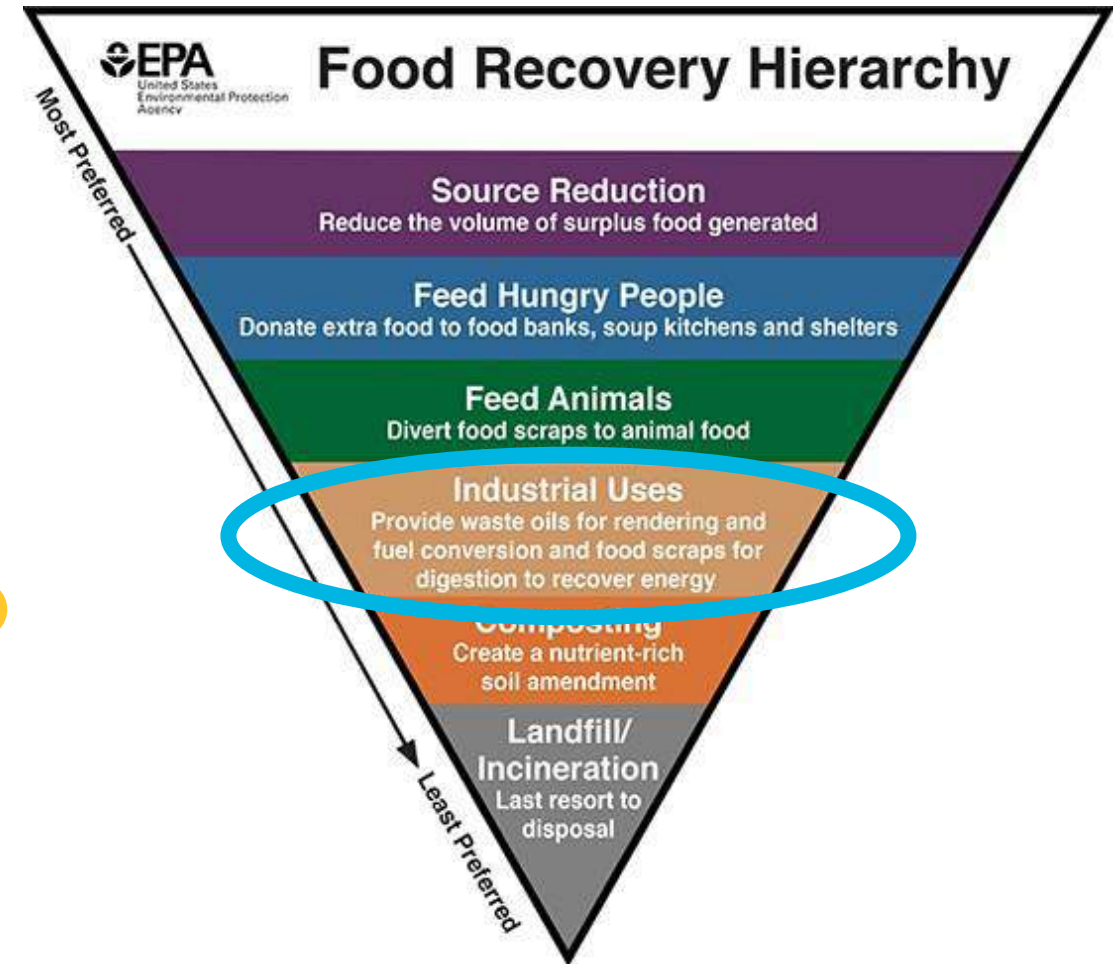 EPA
United States
Environmental Protection
Agency
Food Recovery Hierarchy
Most Preferred
Source Reduction
Reduce the volume of surplus food generated
Feed Hungry People
Donate extra food to food banks, soup kitchens and shelters
Feed Animals
Divert food scraps to animal food
Industrial Uses
Provide waste oils for rendering and
fuel conversion and food scraps for
digestion to recover energy
Composting
Create a nutrient-rich
soil amendment
Landfill/
Incineration
Last resort to
disposal
Least Preferred